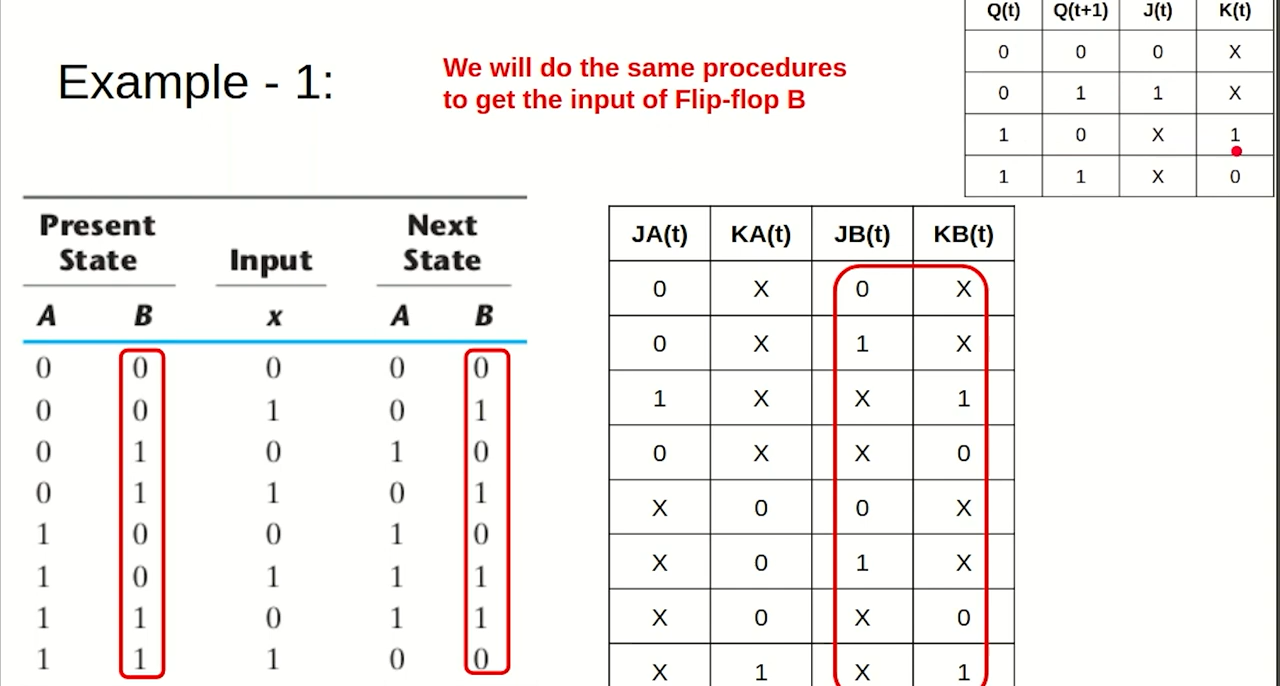 Example - 1:
We will do the same procedures
to get the input of Flip-flop B
Q(t) Q(t+1) J(t) K(t)
0 0 0 X
0 1 1 X
1 0 X 1
1 1 X 0
Present State Input Next State
A B x A B
0 0 0 0 0
0 0 1 0 1
0 1 0 1 0
0 1 1 0 1
1 0 0 1 0
1 0 1 1 1
1 1 0 1 1
1 1 1 0 0
JA(t) KA(t) JB(t) KB(t)
0 X 0 X
0 X 1 X
1 X X 1
0 X X 0
X 0 0 X
X 0 1 X
X 0 X 0
X 1 X 1